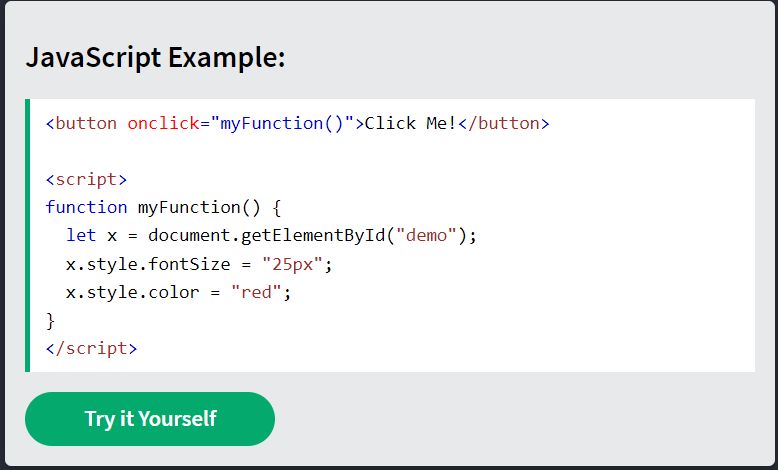 JavaScript Example:
<button onclick="myFunction()">Click Me!</button>
<script>
function myFunction() {
  let x = document.getElementById("demo");
  x.style.fontSize = "25px";
  x.style.color = "red";
}
</script>
Try it Yourself